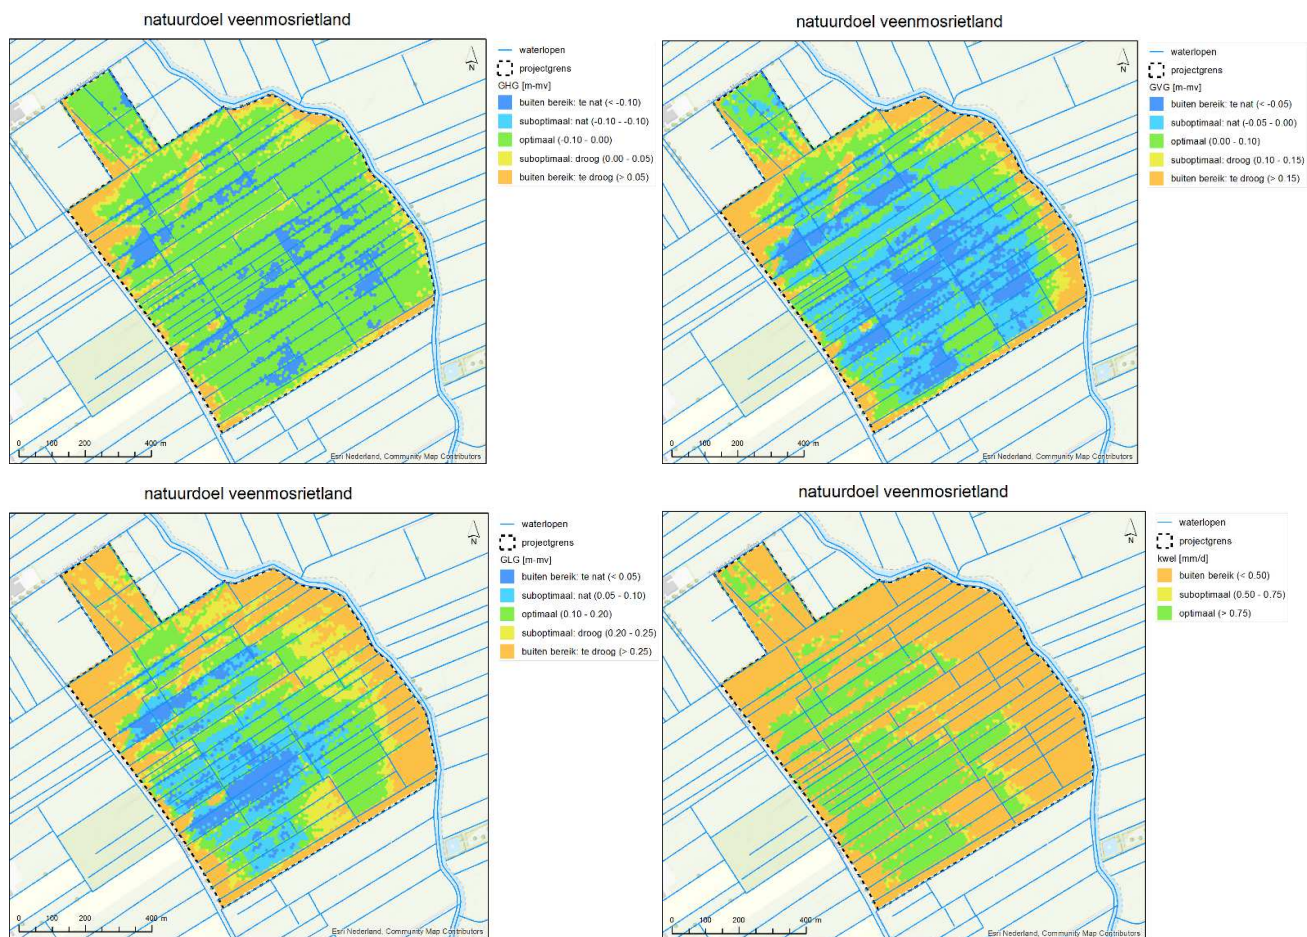 natuurdoel veenmosrietland
N
waterlopen
projectgrens
GHG [m-mv]
buiten bereik: te nat (< -0.10)
suboptimaal: nat (-0.10 - -0.10)
optimaal (-0.10 - 0.00)
suboptimaal: droog (0.00 - 0.05)
buiten bereik: te droog (> 0.05)
0 100 200 400 m
Esri Nederland, Community Map Contributors
natuurdoel veenmosrietland
N
waterlopen
projectgrens
GVG [m-mv]
buiten bereik: te nat (< -0.05)
suboptimaal: nat (-0.05 - 0.00)
optimaal (0.00 - 0.10)
suboptimaal: droog (0.10 - 0.15)
buiten bereik: te droog (> 0.15)
0 100 200 400 m
Esri Nederland, Community Map Contributors
natuurdoel veenmosrietland
N
waterlopen
projectgrens
GLG [m-mv]
buiten bereik: te nat (< 0.05)
suboptimaal: nat (0.05 - 0.10)
optimaal (0.10 - 0.20)
suboptimaal: droog (0.20 - 0.25)
buiten bereik: te droog (> 0.25)
0 100 200 400 m
Esri Nederland, Community Map Contributors
natuurdoel veenmosrietland
N
waterlopen
projectgrens
kwel [mm/d]
buiten bereik (< 0.50)
suboptimaal (0.50 - 0.75)
optimaal (> 0.75)
0 100 200 400 m
Esri Nederland, Community Map Contributors